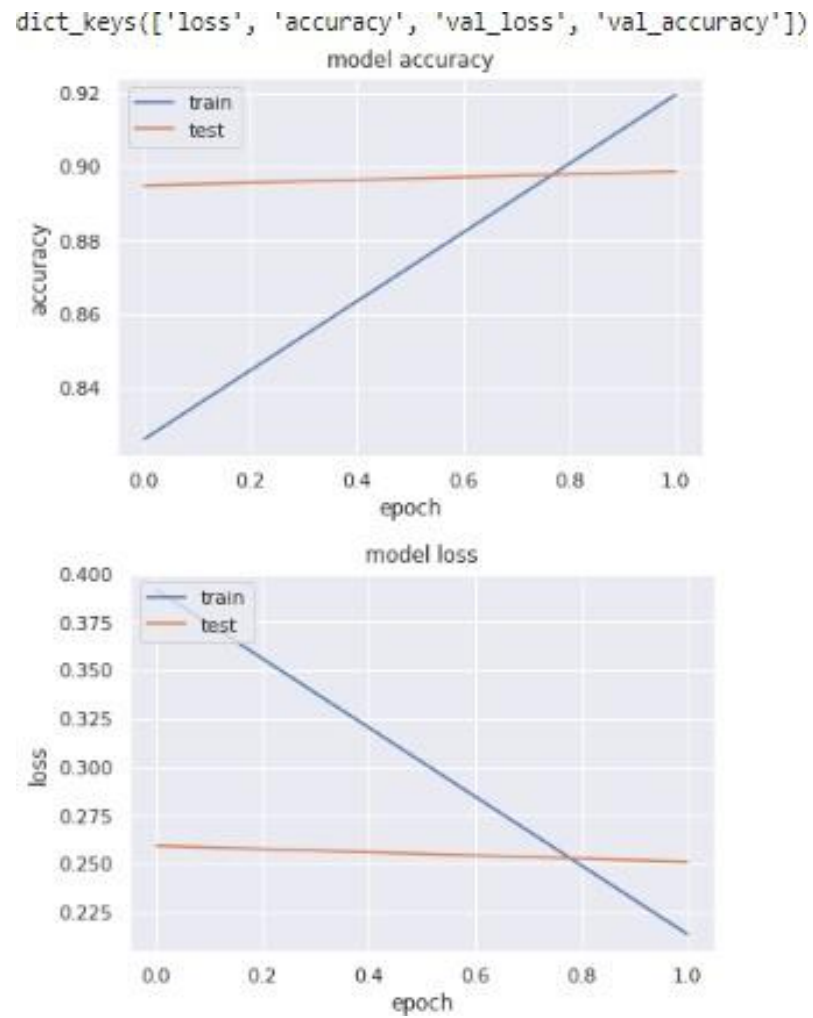 dict_keys(['loss', 'accuracy', 'val_loss', 'val_accuracy'])
model accuracy
train
test
0.92
0.90
0.88
0.86
0.84
accuracy
0.0 0.2 0.4 0.6 0.8 1.0
epoch
model loss
train
test
0.400
0.375
0.350
0.325
0.300
0.275
0.250
0.225
loss
0.0 0.2 0.4 0.6 0.8 1.0
epoch